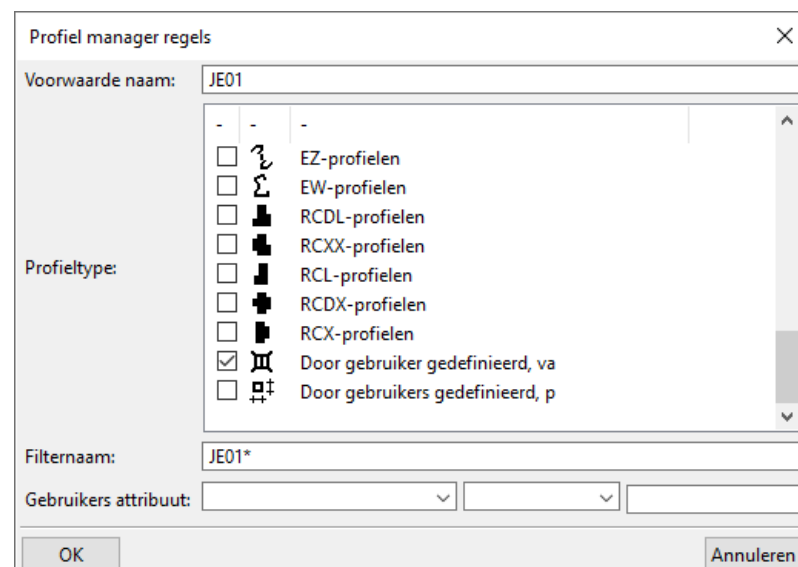 Profiel manager regels
Voorwaarde naam: JE01
- - -
EZ-profielen
EW-profielen
RCDL-profielen
RCXX-profielen
Profieltype:
RCL-profielen
RCDX-profielen
RCX-profielen
Door gebruiker gedefinieerd, va
Door gebruikers gedefinieerd, p
Filternaam: JE01*
Gebruikers attribuut:
OK Annuleren